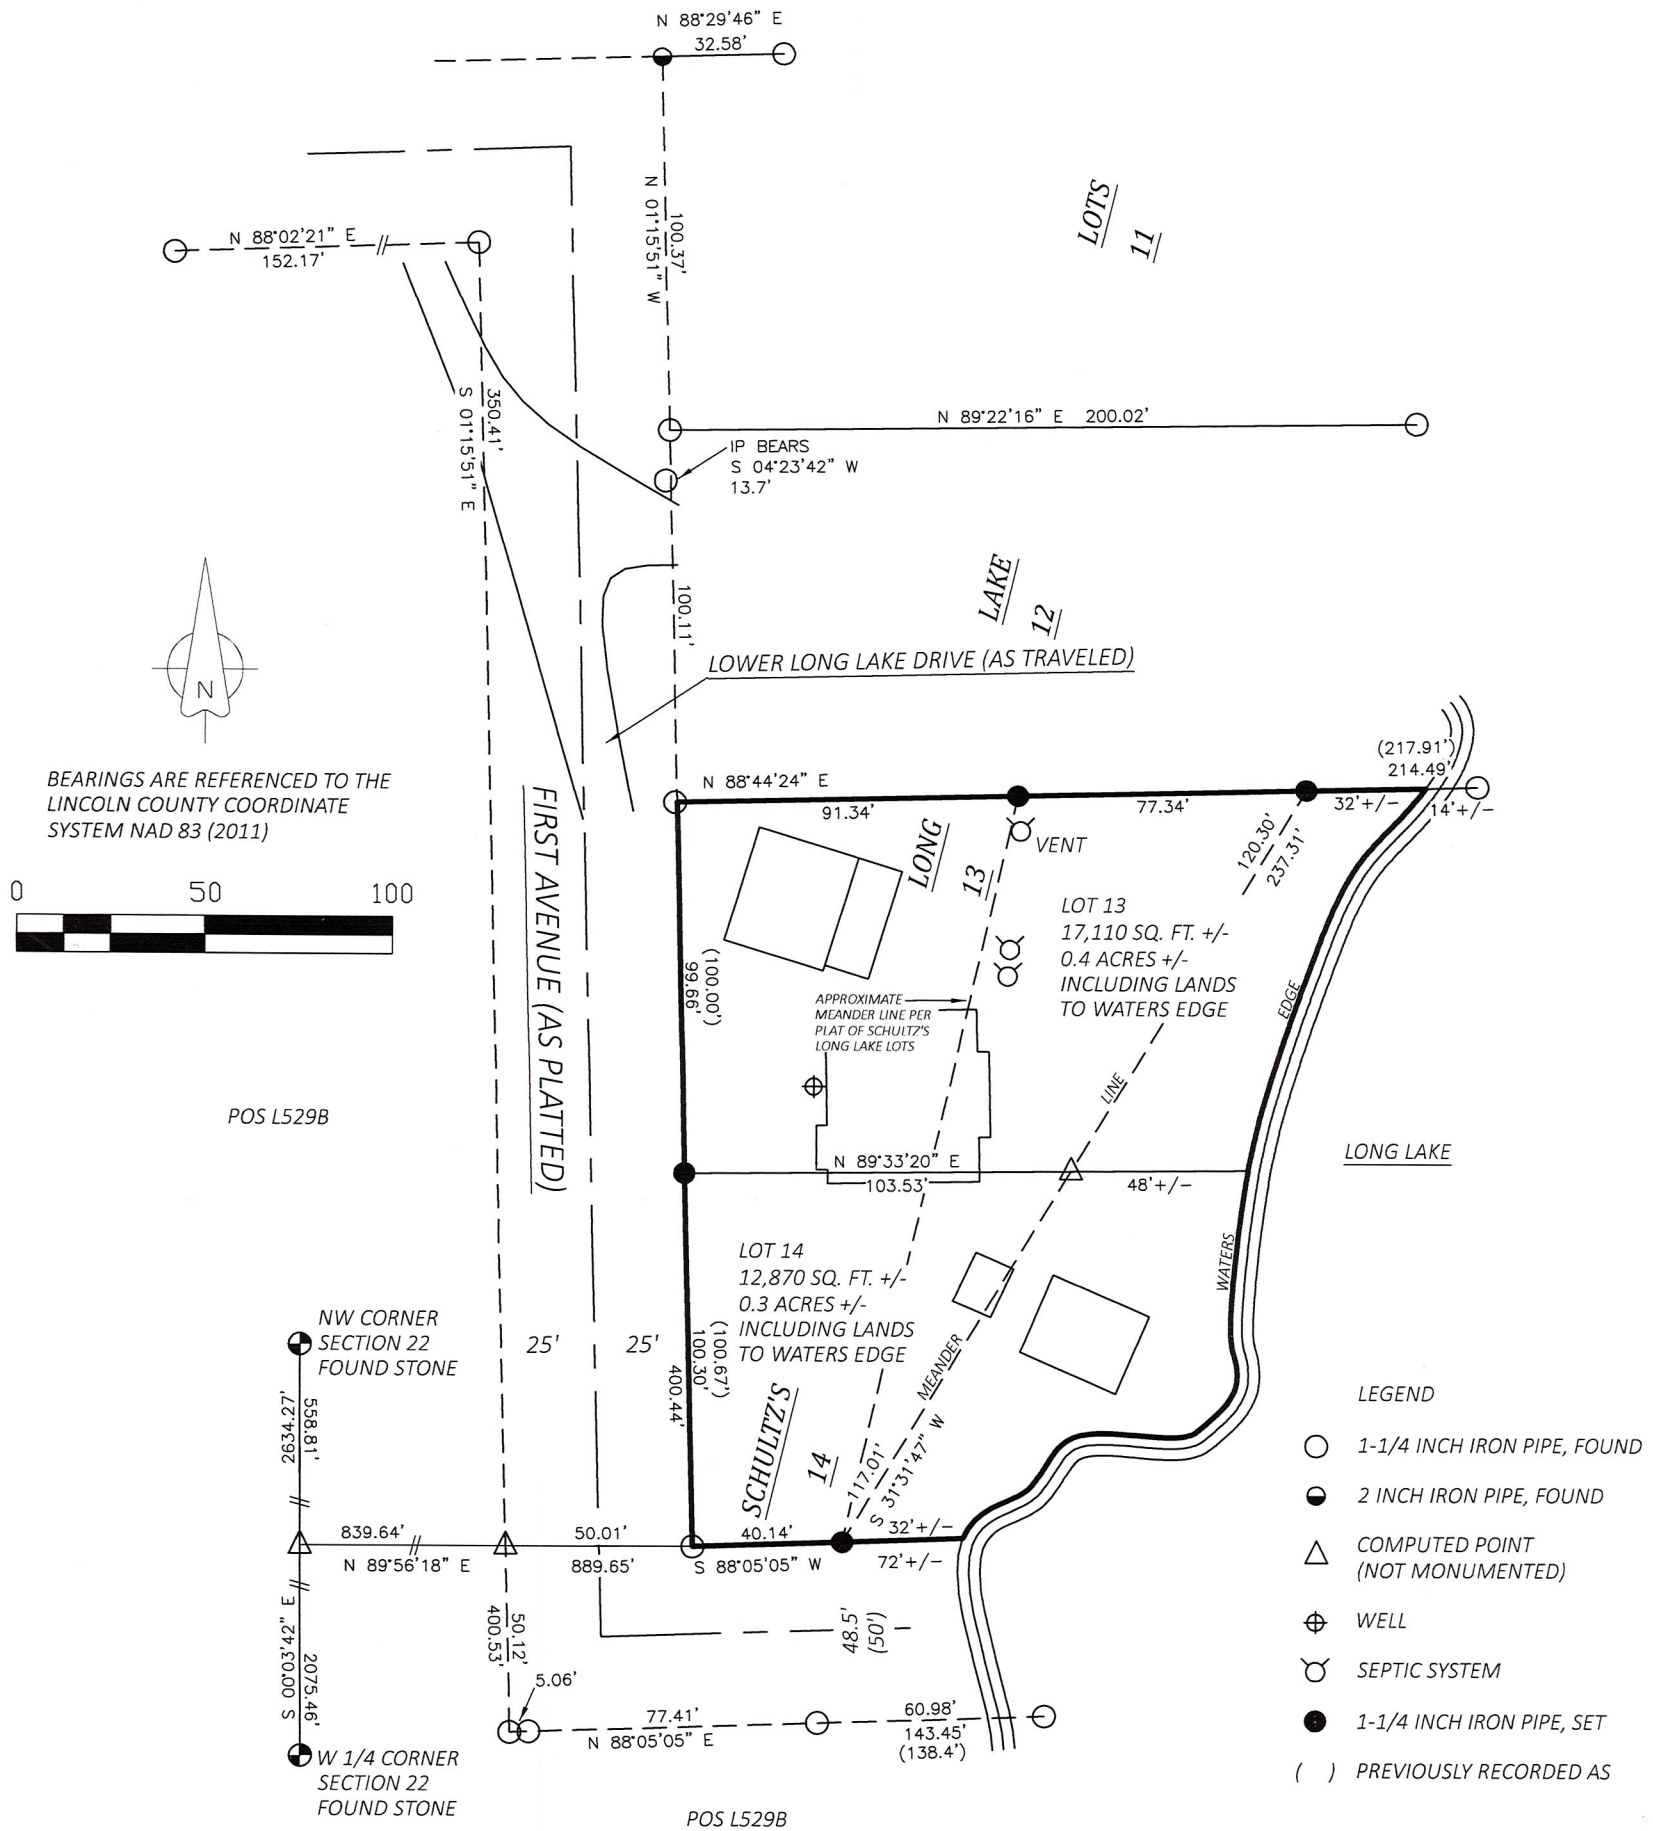 N 88°29'46" E
32.58'
N 01°15'51" W
100.37'
LOTS
11
N 88°02'21" E
152.17'
S 01°15'51" E
350.41'
N 89°22'16" E 200.02'
IP BEARS
S 04°23'42" W
13.7'
LAKE
12
100.11'
LOWER LONG LAKE DRIVE (AS TRAVELED)
N
BEARINGS ARE REFERENCED TO THE
LINCOLN COUNTY COORDINATE
SYSTEM NAD 83 (2011)
0 50 100
FIRST AVENUE (AS PLATTED)
N 88°44'24" E
91.34'
77.34'
(217.91')
214.49'
32'+/-
14'+/-
VENT
LONG
13
120.30'
237.31'
LOT 13
17,110 SQ. FT. +/-
0.4 ACRES +/-
INCLUDING LANDS
TO WATERS EDGE
(100.00')
99.66'
APPROXIMATE
MEANDER LINE PER
PLAT OF SCHULTZ'S
LONG LAKE LOTS
EDGE
LINE
POS L529B
LONG LAKE
N 89°33'20" E
103.53'
48'+/-
WATERS
LOT 14
12,870 SQ. FT. +/-
0.3 ACRES +/-
INCLUDING LANDS
TO WATERS EDGE
25'
25'
(100.67')
100.30'
400.44'
MEANDER
NW CORNER
SECTION 22
FOUND STONE
558.81'
2634.27'
SCHULTZ'S
14
117.01'
S 31°31'47" W
839.64'
N 89°56'18" E
50.01'
889.65'
40.14'
S 88°05'05" W
32'+/-
72'+/-
S 00°03'42" E
2075.46'
50.12'
400.53'
48.5'
(50')
5.06'
77.41'
N 88°05'05" E
60.98'
143.45'
(138.4')
W 1/4 CORNER
SECTION 22
FOUND STONE
POS L529B
LEGEND
1-1/4 INCH IRON PIPE, FOUND
2 INCH IRON PIPE, FOUND
COMPUTED POINT
(NOT MONUMENTED)
WELL
SEPTIC SYSTEM
1-1/4 INCH IRON PIPE, SET
( ) PREVIOUSLY RECORDED AS